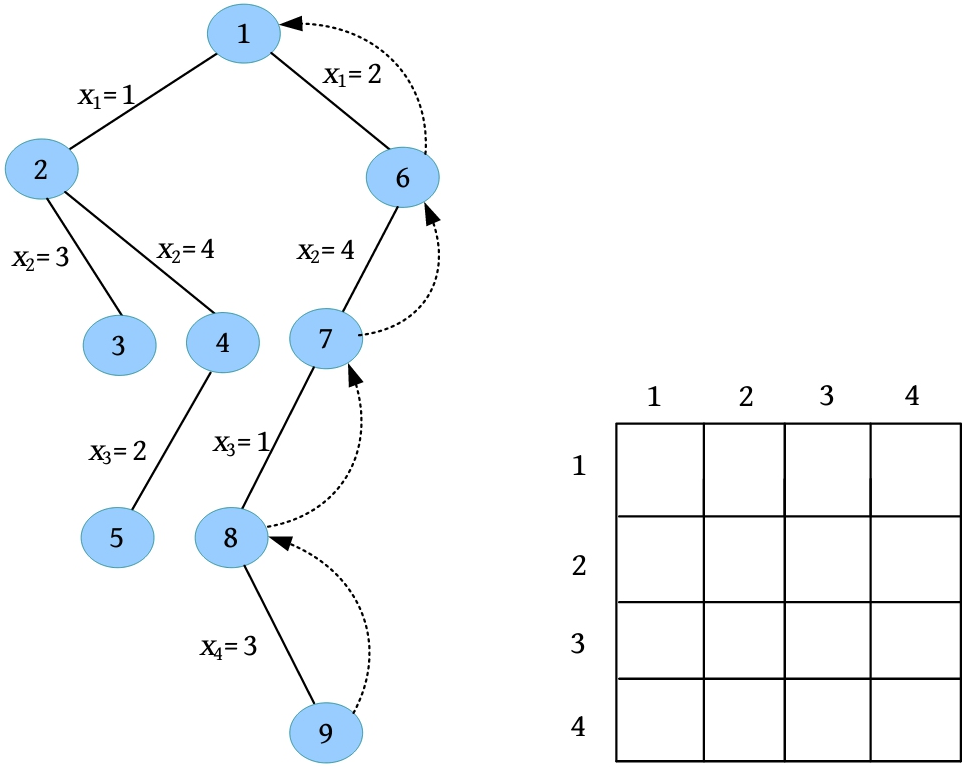 1
x₁= 1
x₁= 2
2
6
x₂= 3
x₂= 4
x₂= 4
3
4
7
x₃= 2
x₃= 1
5
8
x₄= 3
9
1 2 3 4
1
2
3
4